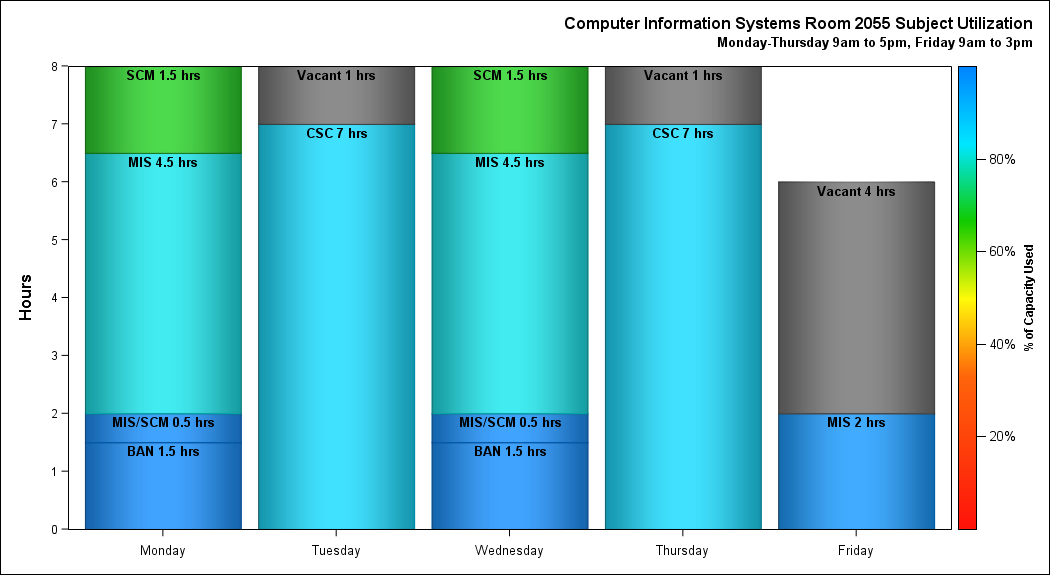 Computer Information Systems Room 2055 Subject Utilization
Monday-Thursday 9am to 5pm, Friday 9am to 3pm
Hours
8
7
6
5
4
3
2
1
0
SCM 1.5 hrs
MIS 4.5 hrs
MIS/SCM 0.5 hrs
BAN 1.5 hrs
Vacant 1 hrs
CSC 7 hrs
SCM 1.5 hrs
MIS 4.5 hrs
MIS/SCM 0.5 hrs
BAN 1.5 hrs
Vacant 1 hrs
CSC 7 hrs
Vacant 4 hrs
MIS 2 hrs
Monday
Tuesday
Wednesday
Thursday
Friday
80%
60%
40%
20%
% of Capacity Used